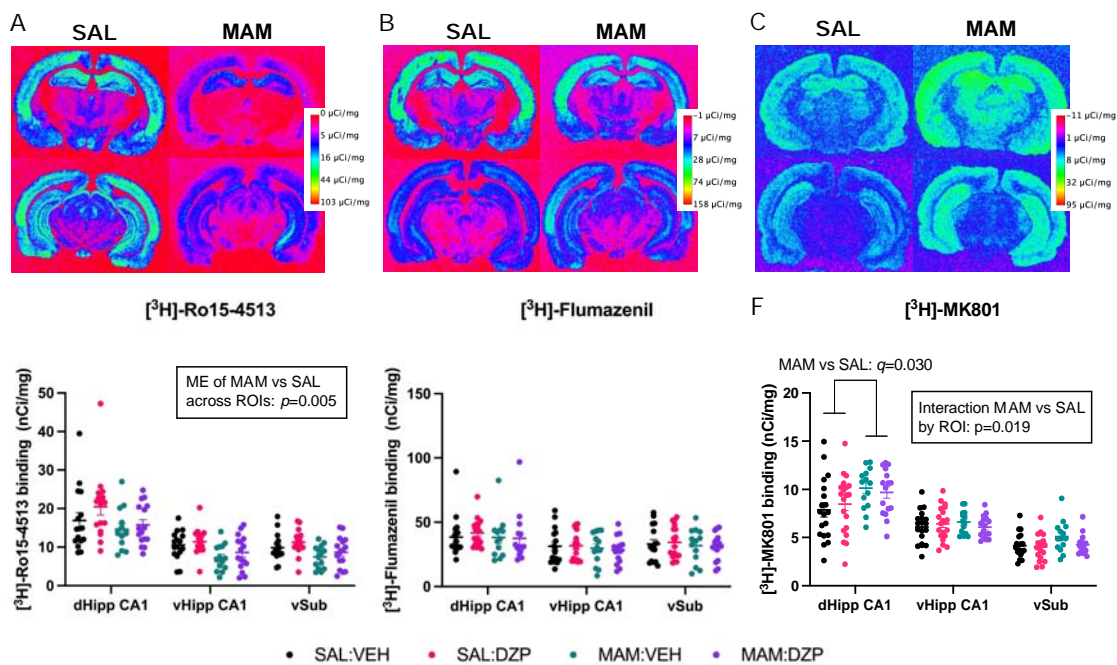 A
SAL
MAM
0 µCi/mg
5 µCi/mg
16 µCi/mg
44 µCi/mg
103 µCi/mg
B
SAL
MAM
−1 µCi/mg
7 µCi/mg
28 µCi/mg
74 µCi/mg
158 µCi/mg
C
SAL
MAM
−11 µCi/mg
1 µCi/mg
8 µCi/mg
32 µCi/mg
95 µCi/mg
[³H]-Ro15-4513
[³H]-Flumazenil
F
[³H]-MK801
[³H]-Ro15-4513 binding (nCi/mg)
50
40
30
20
10
0
ME of MAM vs SAL
across ROIs: p=0.005
dHipp CA1
vHipp CA1
vSub
[³H]-Flumazenil binding (nCi/mg)
150
100
50
0
dHipp CA1
vHipp CA1
vSub
[³H]-MK801 binding (nCi/mg)
20
15
10
5
0
MAM vs SAL: q=0.030
Interaction MAM vs SAL
by ROI: p=0.019
dHipp CA1
vHipp CA1
vSub
SAL:VEH
SAL:DZP
MAM:VEH
MAM:DZP